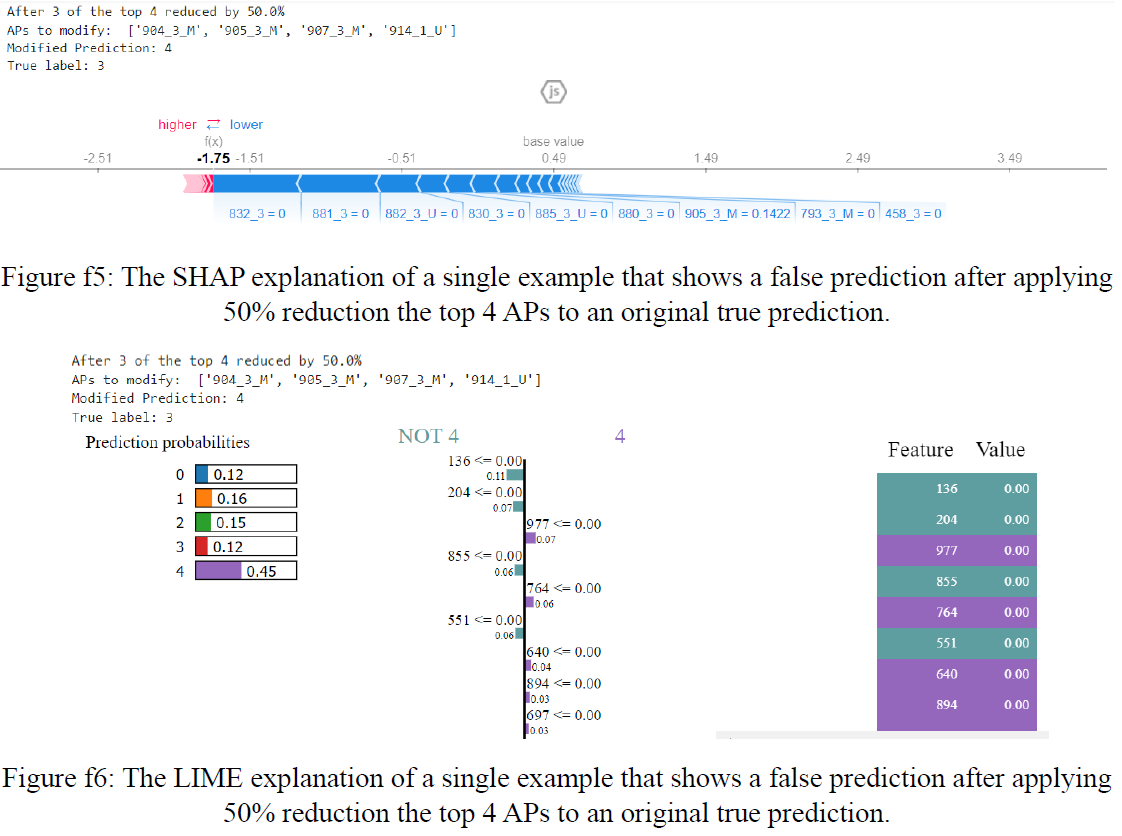 After 3 of the top 4 reduced by 50.0%
APs to modify:  ['904_3_M', '905_3_M', '907_3_M', '914_1_U']
Modified Prediction: 4
True label: 3
js
higher ⇄ lower
f(x) base value
-2.51 -1.75 -1.51 -0.51 0.49 1.49 2.49 3.49
832_3 = 0 881_3 = 0 882_3_U = 0 830_3 = 0 885_3_U = 0 880_3 = 0 905_3_M = 0.1422 793_3_M = 0 458_3 = 0
Figure f5: The SHAP explanation of a single example that shows a false prediction after applying
50% reduction the top 4 APs to an original true prediction.
After 3 of the top 4 reduced by 50.0%
APs to modify:  ['904_3_M', '905_3_M', '907_3_M', '914_1_U']
Modified Prediction: 4
True label: 3
Prediction probabilities
0 0.12
1 0.16
2 0.15
3 0.12
4 0.45
NOT 4 4
136 <= 0.00
0.11
204 <= 0.00
0.07
977 <= 0.00
0.07
855 <= 0.00
0.06
764 <= 0.00
0.06
551 <= 0.00
0.06
640 <= 0.00
0.04
894 <= 0.00
0.03
697 <= 0.00
0.03
Feature Value
136 0.00
204 0.00
977 0.00
855 0.00
764 0.00
551 0.00
640 0.00
894 0.00
Figure f6: The LIME explanation of a single example that shows a false prediction after applying
50% reduction the top 4 APs to an original true prediction.